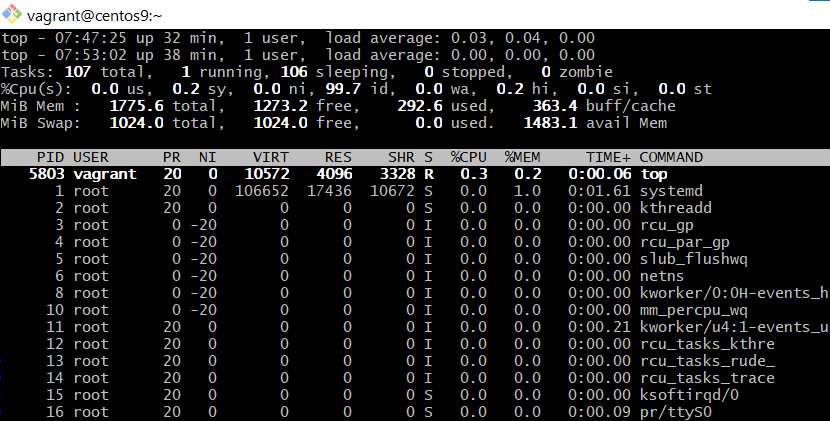 vagrant@centos9:~
top - 07:47:25 up 32 min,  1 user,  load average: 0.03, 0.04, 0.00
top - 07:53:02 up 38 min,  1 user,  load average: 0.00, 0.00, 0.00
Tasks: 107 total,   1 running, 106 sleeping,   0 stopped,   0 zombie
%Cpu(s):  0.0 us,  0.2 sy,  0.0 ni, 99.7 id,  0.0 wa,  0.2 hi,  0.0 si,  0.0 st
MiB Mem :   1775.6 total,   1273.2 free,    292.6 used,    363.4 buff/cache
MiB Swap:   1024.0 total,   1024.0 free,      0.0 used.   1483.1 avail Mem
PID USER      PR  NI    VIRT    RES    SHR S  %CPU  %MEM     TIME+ COMMAND
5803 vagrant   20   0   10572   4096   3328 R   0.3   0.2   0:00.06 top
1 root      20   0  106652  17436  10672 S   0.0   1.0   0:01.61 systemd
2 root      20   0       0      0      0 S   0.0   0.0   0:00.00 kthreadd
3 root       0 -20       0      0      0 I   0.0   0.0   0:00.00 rcu_gp
4 root       0 -20       0      0      0 I   0.0   0.0   0:00.00 rcu_par_gp
5 root       0 -20       0      0      0 I   0.0   0.0   0:00.00 slub_flushwq
6 root       0 -20       0      0      0 I   0.0   0.0   0:00.00 netns
8 root       0 -20       0      0      0 I   0.0   0.0   0:00.00 kworker/0:0H-events_h
10 root       0 -20       0      0      0 I   0.0   0.0   0:00.00 mm_percpu_wq
11 root      20   0       0      0      0 I   0.0   0.0   0:00.21 kworker/u4:1-events_u
12 root      20   0       0      0      0 I   0.0   0.0   0:00.00 rcu_tasks_kthre
13 root      20   0       0      0      0 I   0.0   0.0   0:00.00 rcu_tasks_rude_
14 root      20   0       0      0      0 I   0.0   0.0   0:00.00 rcu_tasks_trace
15 root      20   0       0      0      0 S   0.0   0.0   0:00.00 ksoftirqd/0
16 root      20   0       0      0      0 S   0.0   0.0   0:00.09 pr/ttyS0